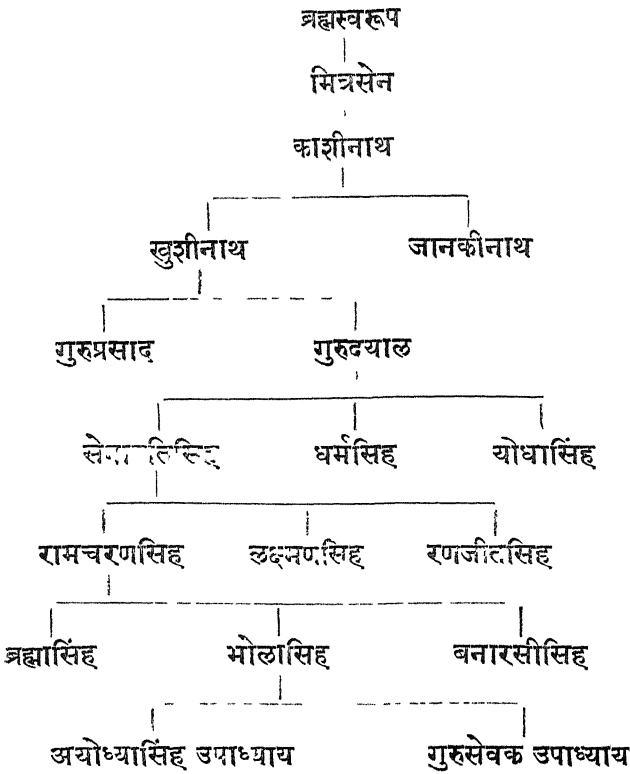 ब्रह्मस्वरूप
मित्रसेन
काशीनाथ
खुशीनाथ जानकीनाथ
गुरुप्रसाद गुरुदयाल
धर्मसिह योधासिंह
रामचरणसिह लक्ष्मणसिह रणजीतसिह
ब्रह्मासिंह भोलासिह बनारसीसिह
अयोध्यासिंह उपाध्याय गुरुसेवक उपाध्याय